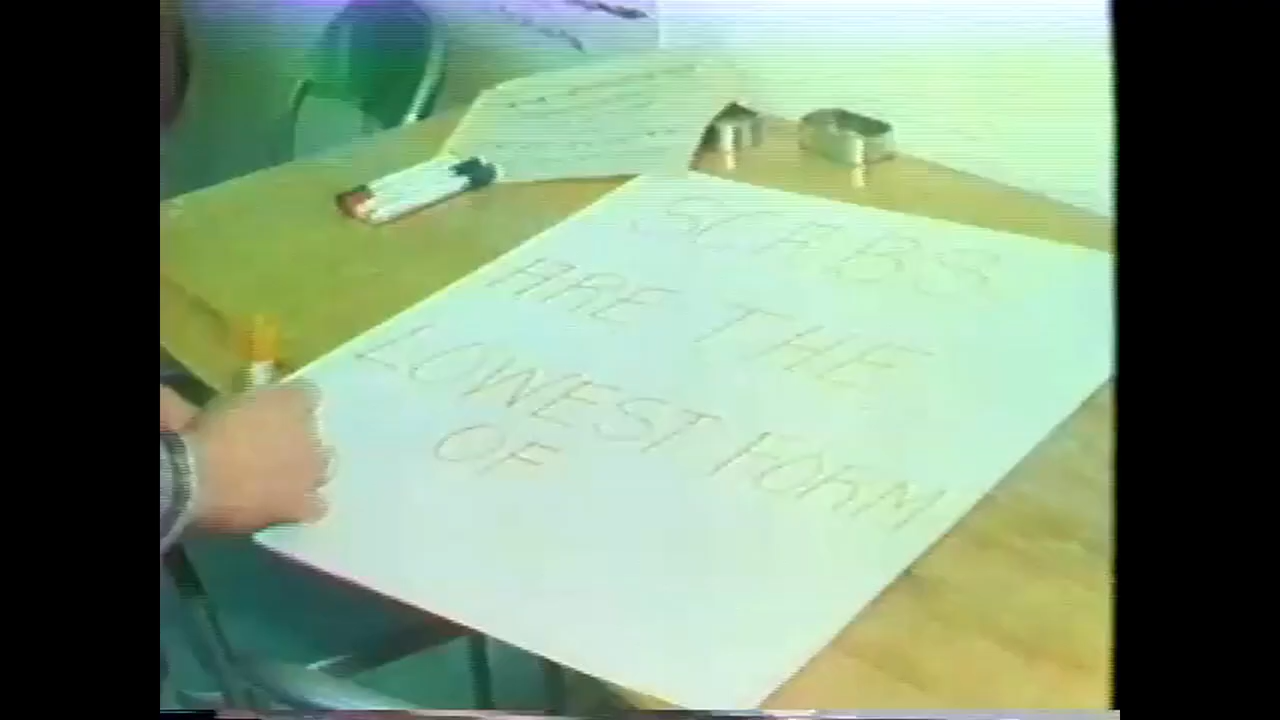 SCABS
ARE THE
LOWEST FORM
OF